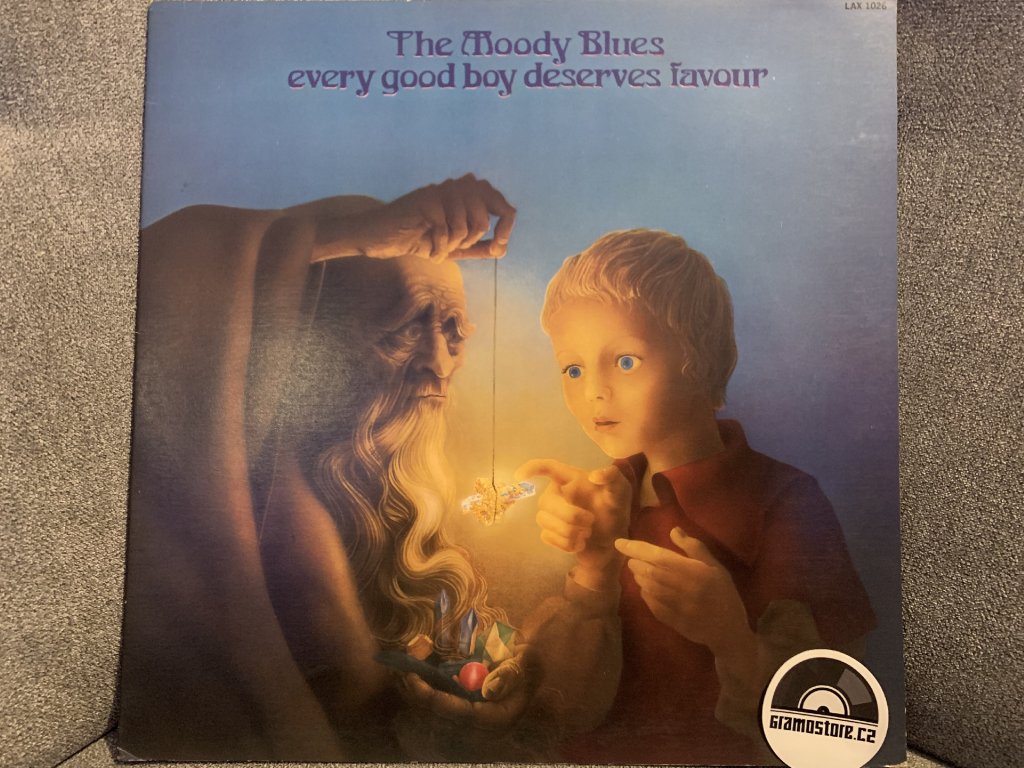 LAX 1026
The Moody Blues
every good boy deserves favour
GramoStore.cz